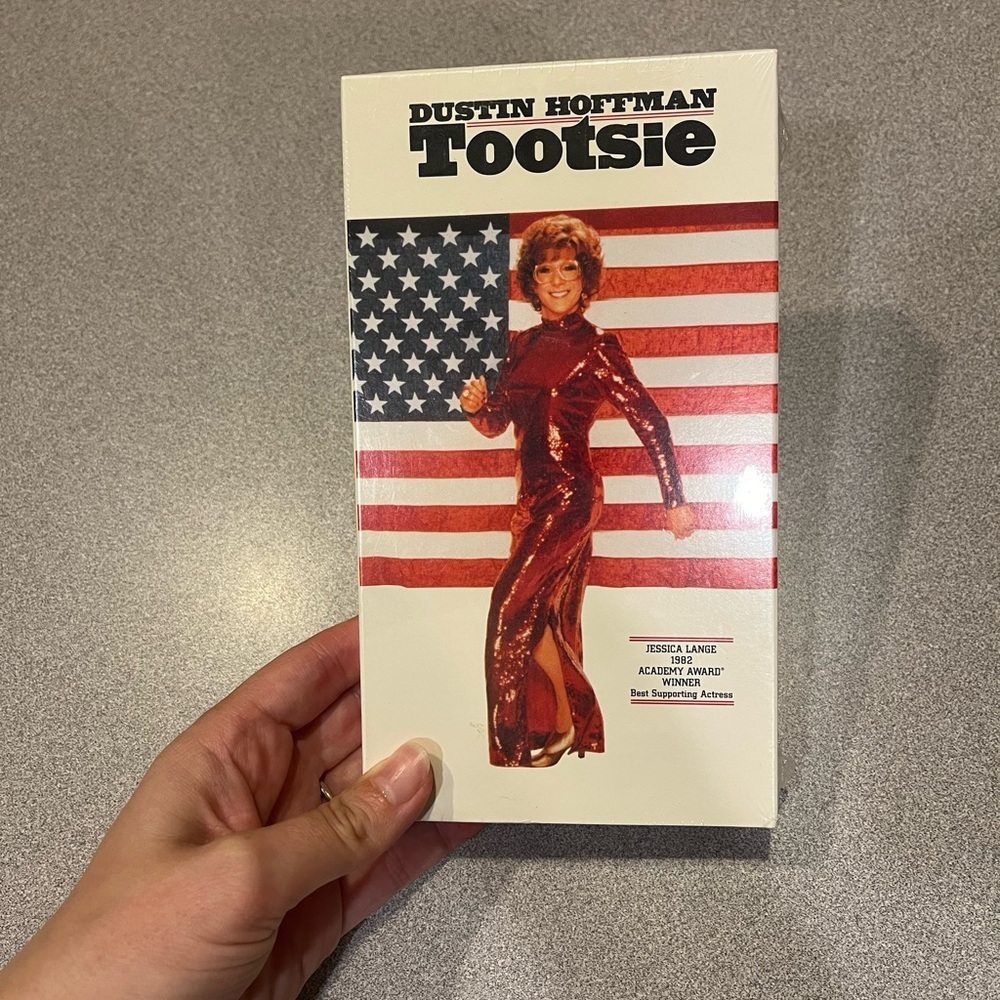 DUSTIN HOFFMAN
Tootsie
JESSICA LANGE
1982
ACADEMY AWARD®
WINNER
Best Supporting Actress